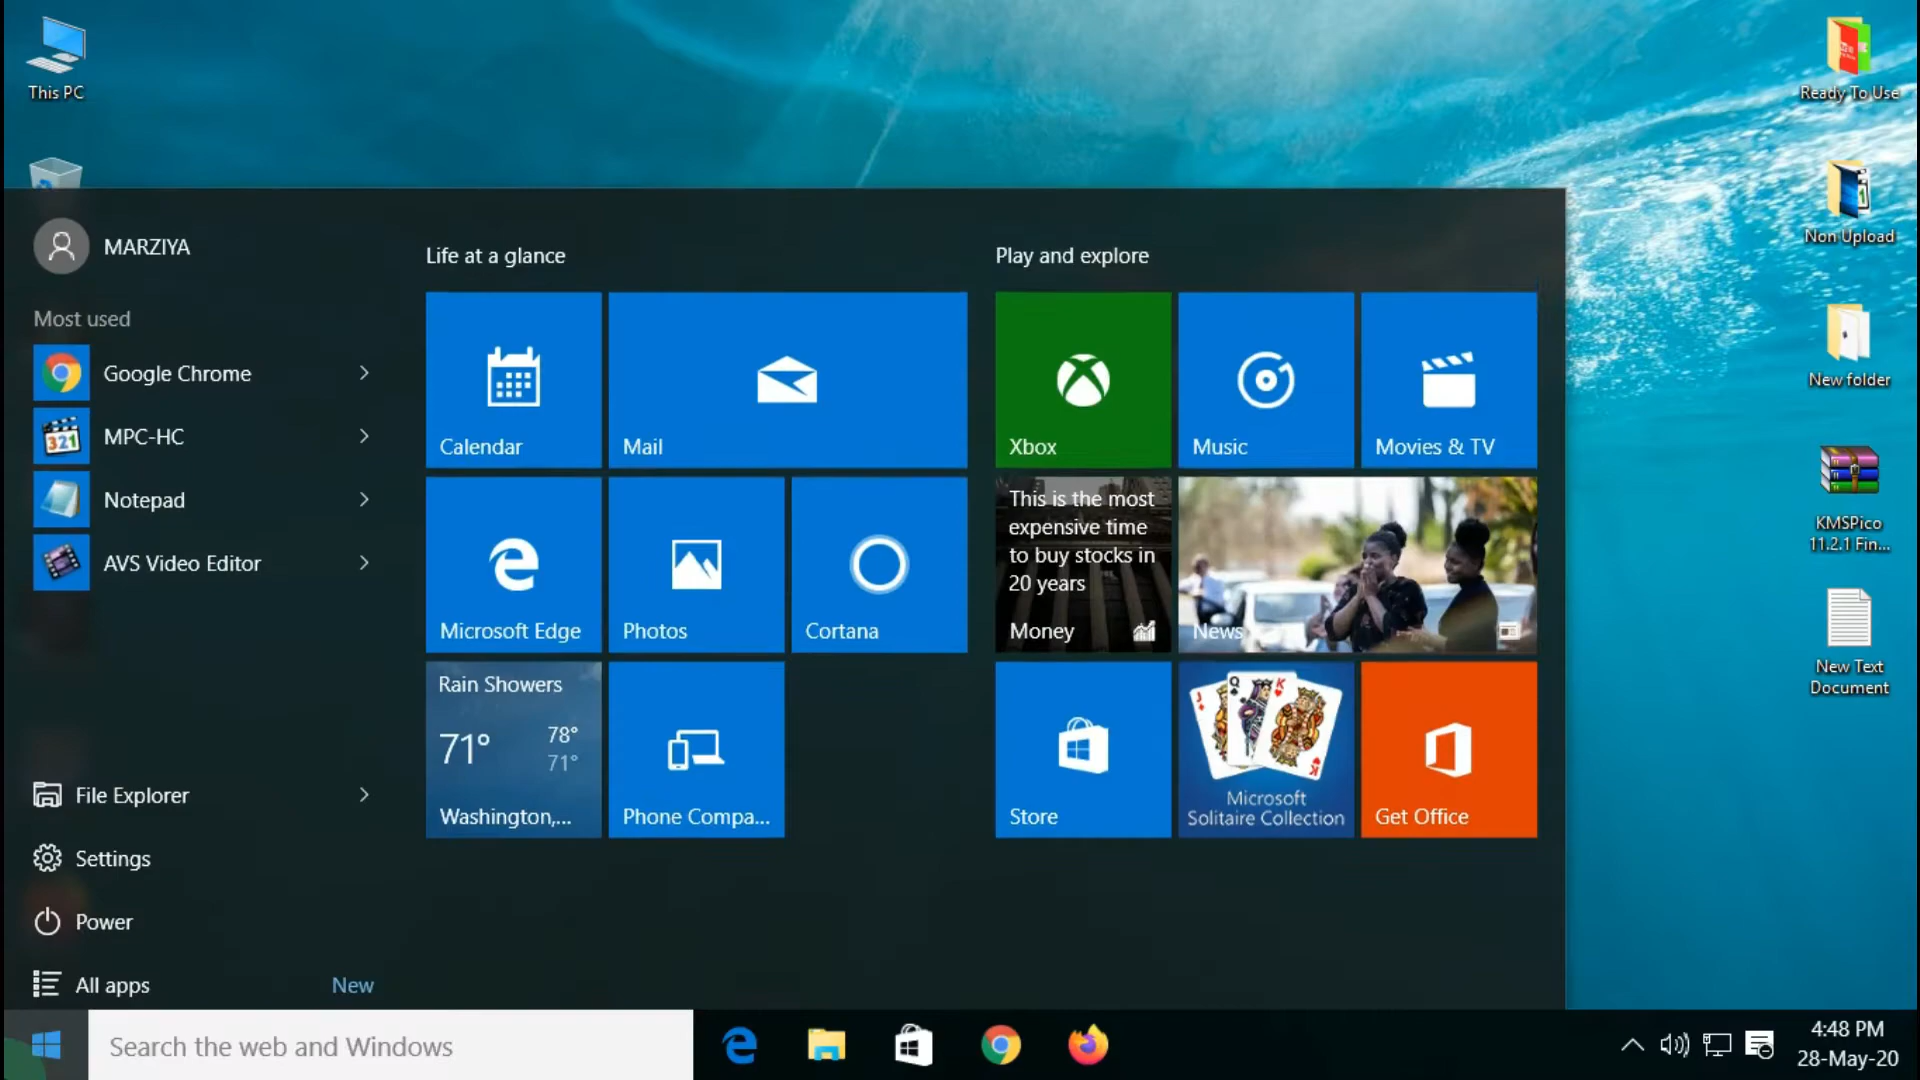 This PC
Ready To Use
Non Upload
New folder
KMSPico
11.2.1 Fin...
New Text
Document
MARZIYA
Most used
Google Chrome
MPC-HC
321
Notepad
AVS Video Editor
File Explorer
Settings
Power
All apps
New
Life at a glance
Calendar
Mail
Microsoft Edge
Photos
Cortana
Rain Showers
71°
78°
71°
Washington,...
Phone Compa...
Play and explore
Xbox
Music
Movies & TV
This is the most
expensive time
to buy stocks in
20 years
Money
News
Store
J
Q
K
K
Microsoft
Solitaire Collection
Get Office
Search the web and Windows
4:48 PM
28-May-20